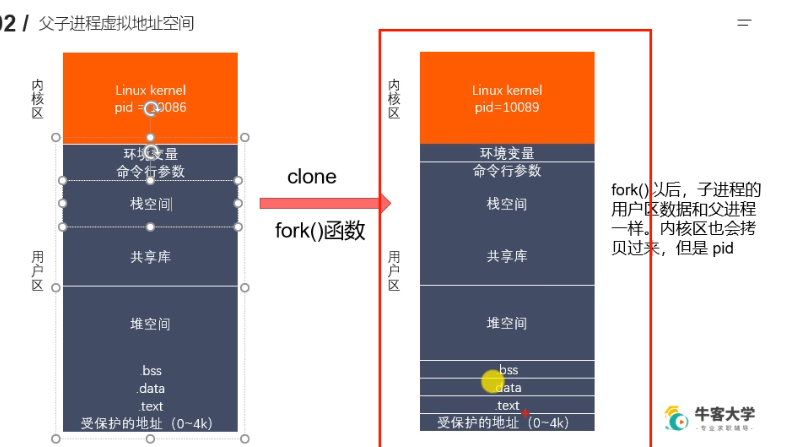 02 / 父子进程虚拟地址空间
内核区
Linux kernel
pid = 10086
用户区
环境变量
命令行参数
栈空间
共享库
堆空间
.bss
.data
.text
受保护的地址（0~4k）
clone
fork()函数
内核区
Linux kernel
pid=10089
用户区
环境变量
命令行参数
栈空间
共享库
堆空间
.bss
.data
.text
受保护的地址（0~4k）
fork()以后，子进程的
用户区数据和父进程
一样。内核区也会拷
贝过来，但是 pid
牛客大学
-专业求职辅导-